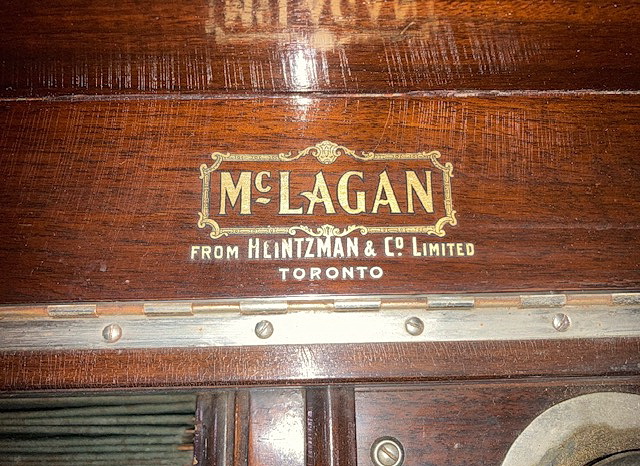 McLAGAN
FROM HEINTZMAN & Co. LIMITED
TORONTO